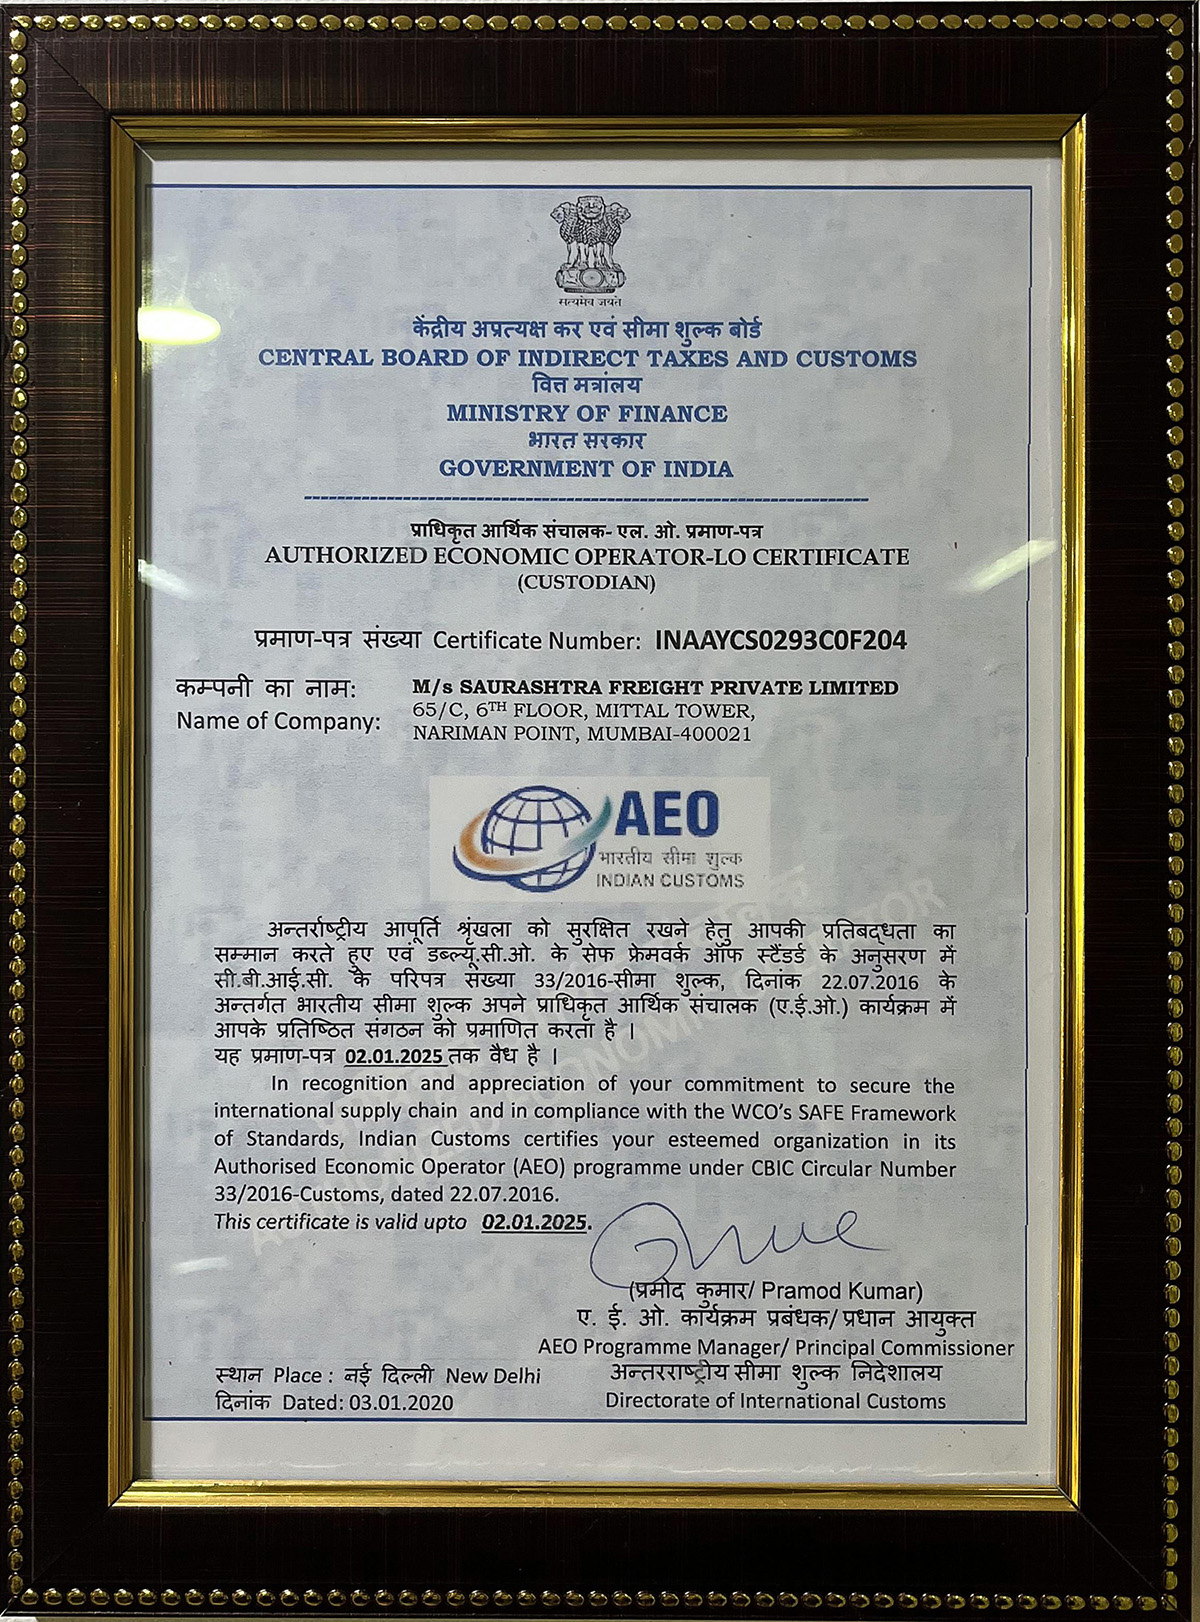 सत्यमेव जयते
केंद्रीय अप्रत्यक्ष कर एवं सीमा शुल्क बोर्ड
CENTRAL BOARD OF INDIRECT TAXES AND CUSTOMS
वित्त मत्रांलय
MINISTRY OF FINANCE
भारत सरकार
GOVERNMENT OF INDIA
प्राधिकृत आर्थिक संचालक- एल. ओ. प्रमाण-पत्र
AUTHORIZED ECONOMIC OPERATOR-LO CERTIFICATE
(CUSTODIAN)
प्रमाण-पत्र संख्या Certificate Number: INAAYCS0293C0F204
कम्पनी का नाम: M/s SAURASHTRA FREIGHT PRIVATE LIMITED
65/C, 6TH FLOOR, MITTAL TOWER,
Name of Company: NARIMAN POINT, MUMBAI-400021
AEO
भारतीय सीमा शुल्क
INDIAN CUSTOMS
अन्तर्राष्ट्रीय आपूर्ति श्रृंखला को सुरक्षित रखने हेतु आपकी प्रतिबद्धता का
सम्मान करते हुए एवं डब्ल्यू.सी.ओ. के सेफ फ्रेमवर्क ऑफ स्टैंडर्ड के अनुसरण में
सी.बी.आई.सी. के परिपत्र संख्या 33/2016-सीमा शुल्क, दिनांक 22.07.2016 के
अन्तर्गत भारतीय सीमा शुल्क अपने प्राधिकृत आर्थिक संचालक (ए.ई.ओ.) कार्यक्रम में
आपके प्रतिष्ठित संगठन को प्रमाणित करता है ।
यह प्रमाण-पत्र 02.01.2025 तक वैध है ।
In recognition and appreciation of your commitment to secure the
international supply chain and in compliance with the WCO's SAFE Framework
of Standards, Indian Customs certifies your esteemed organization in its
Authorised Economic Operator (AEO) programme under CBIC Circular Number
33/2016-Customs, dated 22.07.2016.
This certificate is valid upto 02.01.2025.
(प्रमोद कुमार/ Pramod Kumar)
ए. ई. ओ. कार्यक्रम प्रबंधक/ प्रधान आयुक्त
AEO Programme Manager/ Principal Commissioner
स्थान Place : नई दिल्ली New Delhi अन्तरराष्ट्रीय सीमा शुल्क निदेशालय
दिनांक Dated: 03.01.2020 Directorate of International Customs